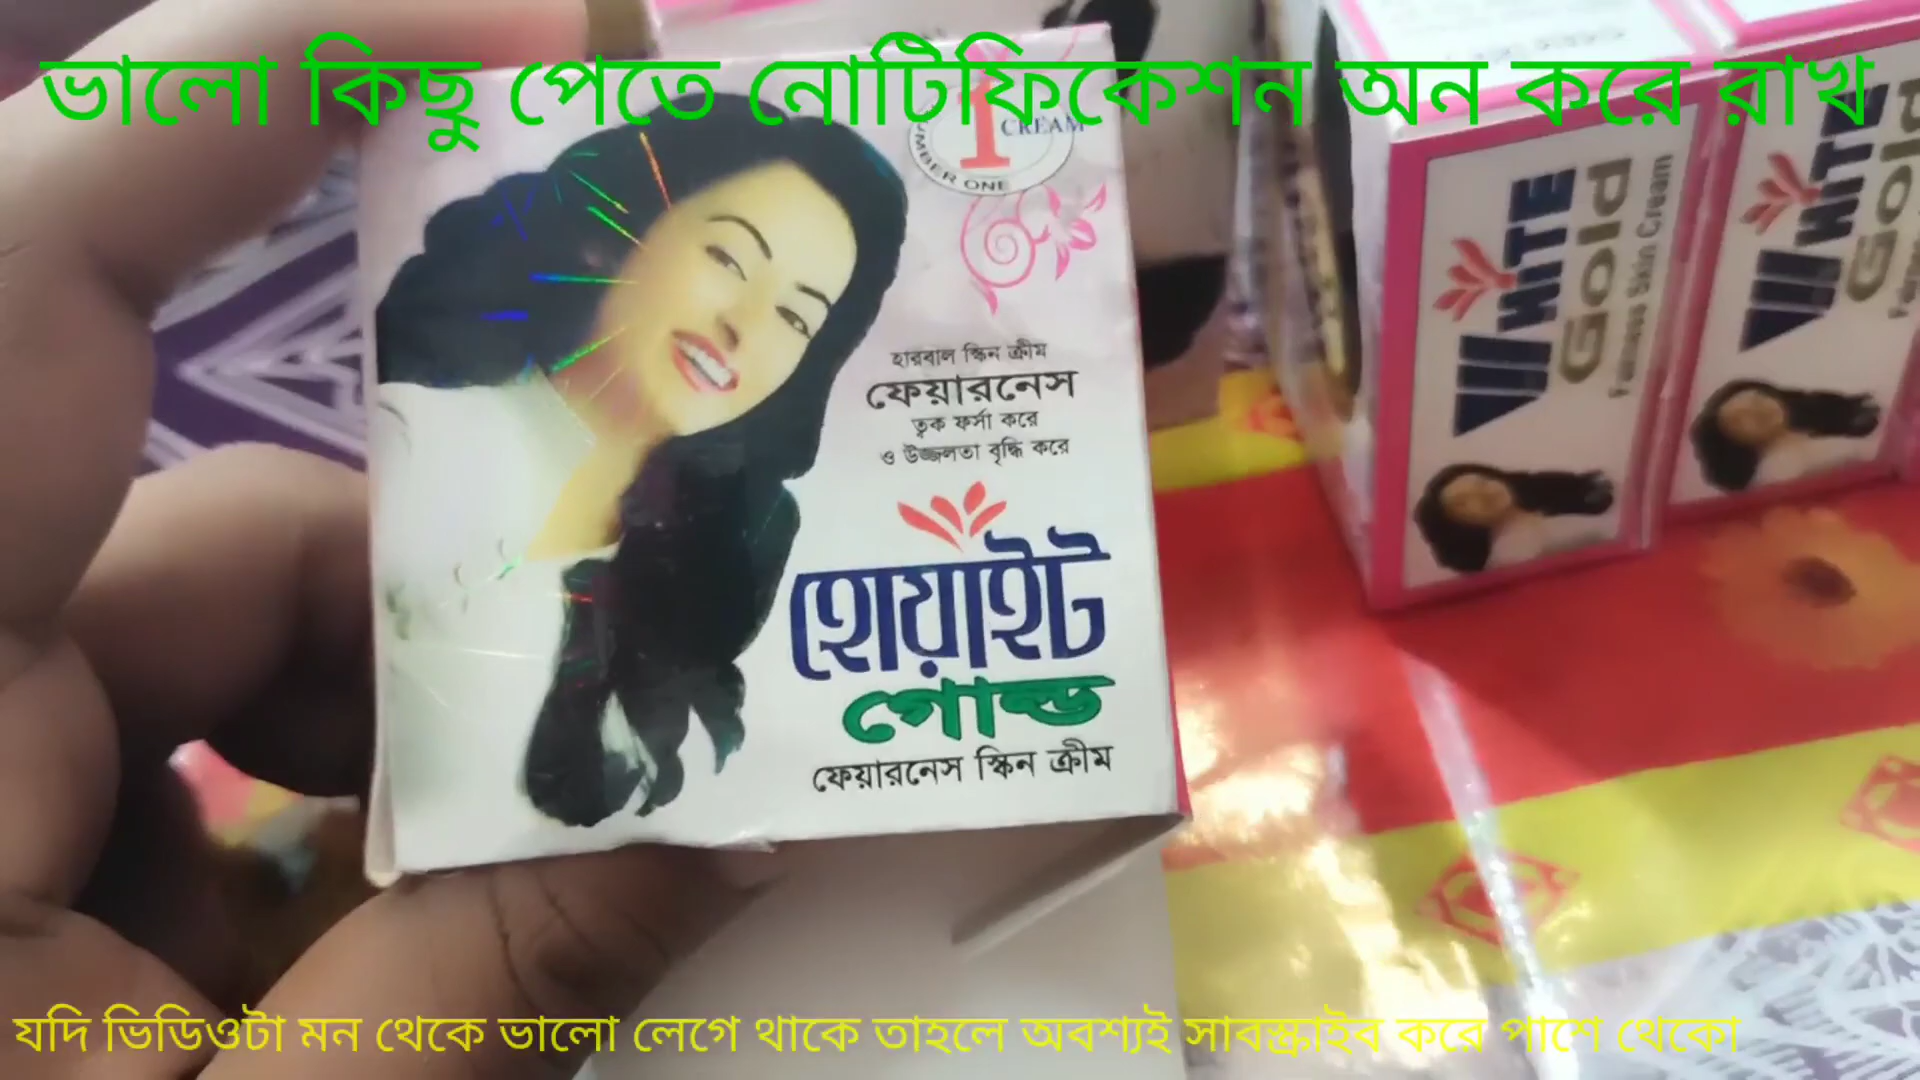 ভালো কিছু পেতে নোটিফিকেশন অন করে রাখ
1 CREAM
NUMBER ONE
হারবাল স্কিন ক্রীম
ফেয়ারনেস
ত্বক ফর্সা করে
ও উজ্জলতা বৃদ্ধি করে
হোয়াইট
গোল্ড
ফেয়ারনেস স্কিন ক্রীম
WHITE
Gold
Fairness Skin Cream
WHITE
Gold
যদি ভিডিওটা মন থেকে ভালো লেগে থাকে তাহলে অবশ্যই সাবস্ক্রাইব করে পাশে থেকো